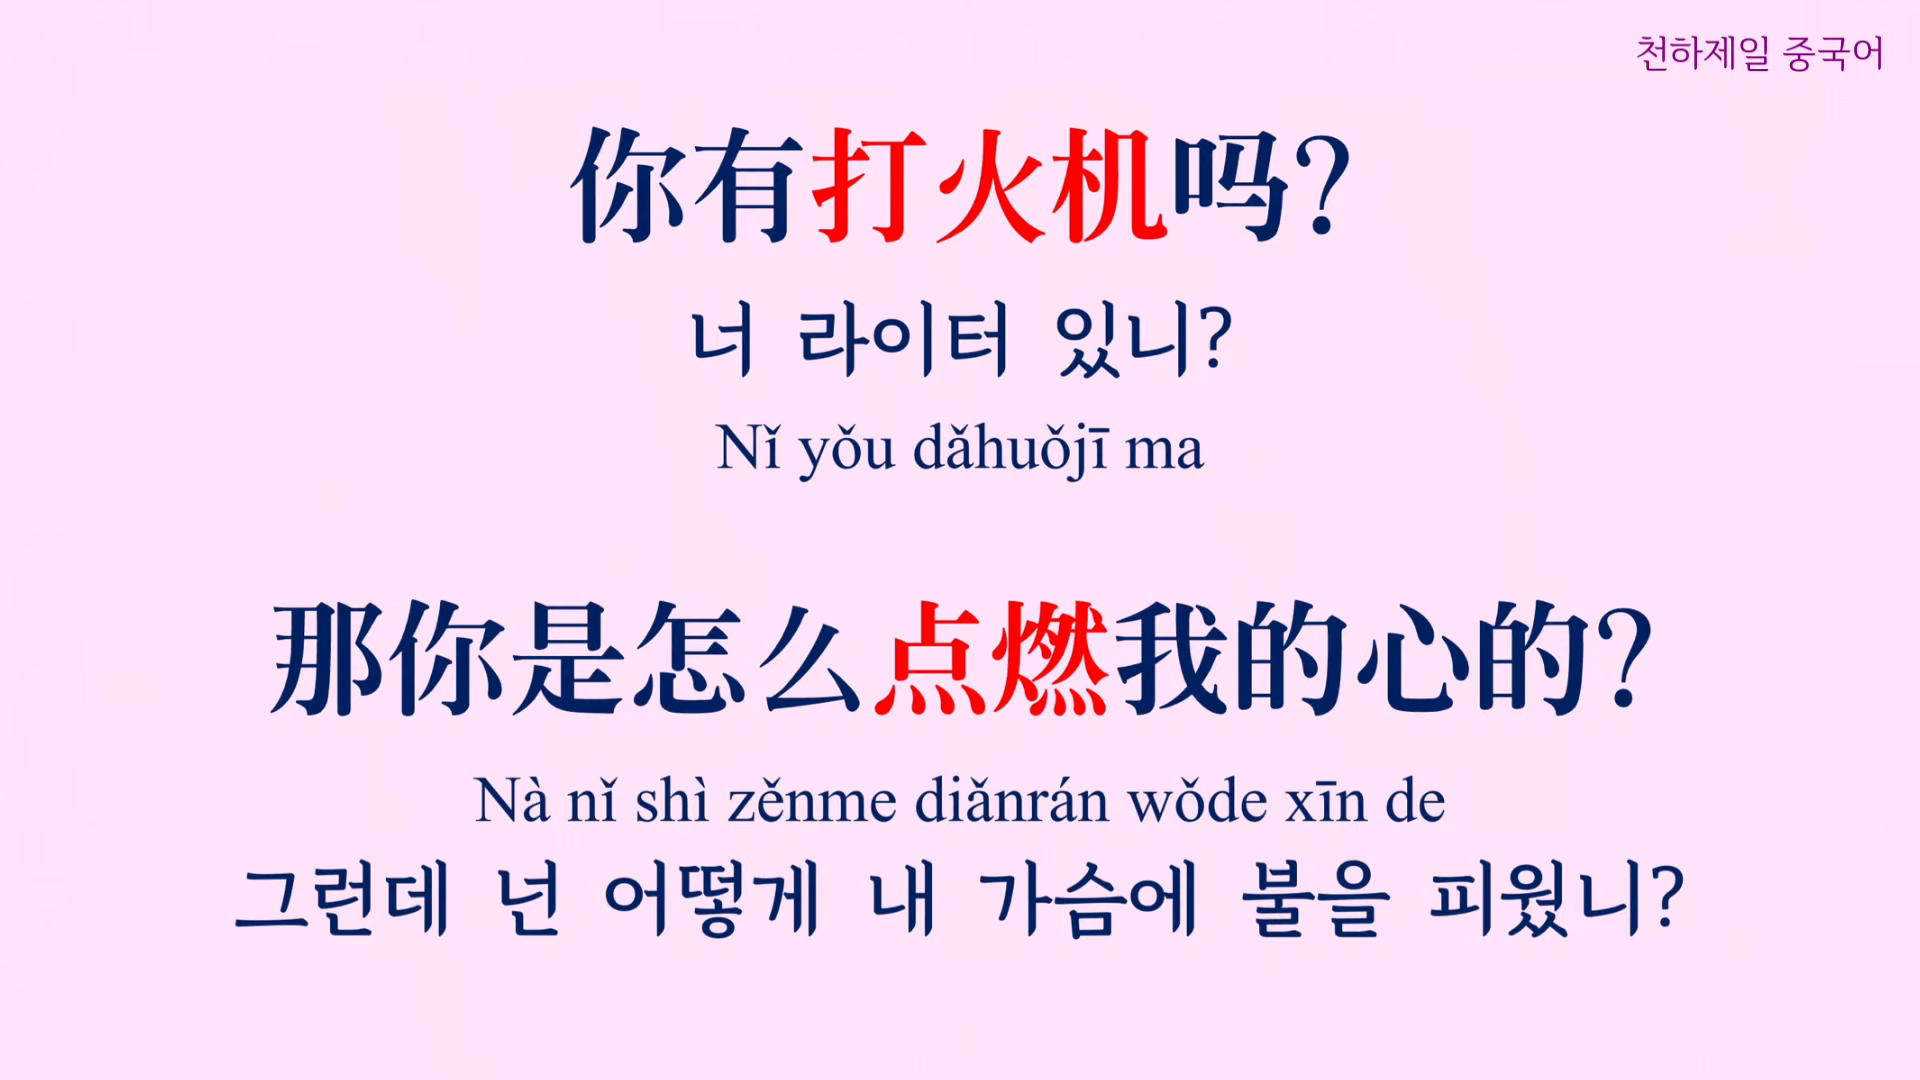 천하제일 중국어
你有打火机吗?
너 라이터 있니?
Nǐ yǒu dǎhuǒjī ma
那你是怎么点燃我的心的?
Nà nǐ shì zěnme diǎnrán wǒde xīn de
그런데 넌 어떻게 내 가슴에 불을 피웠니?